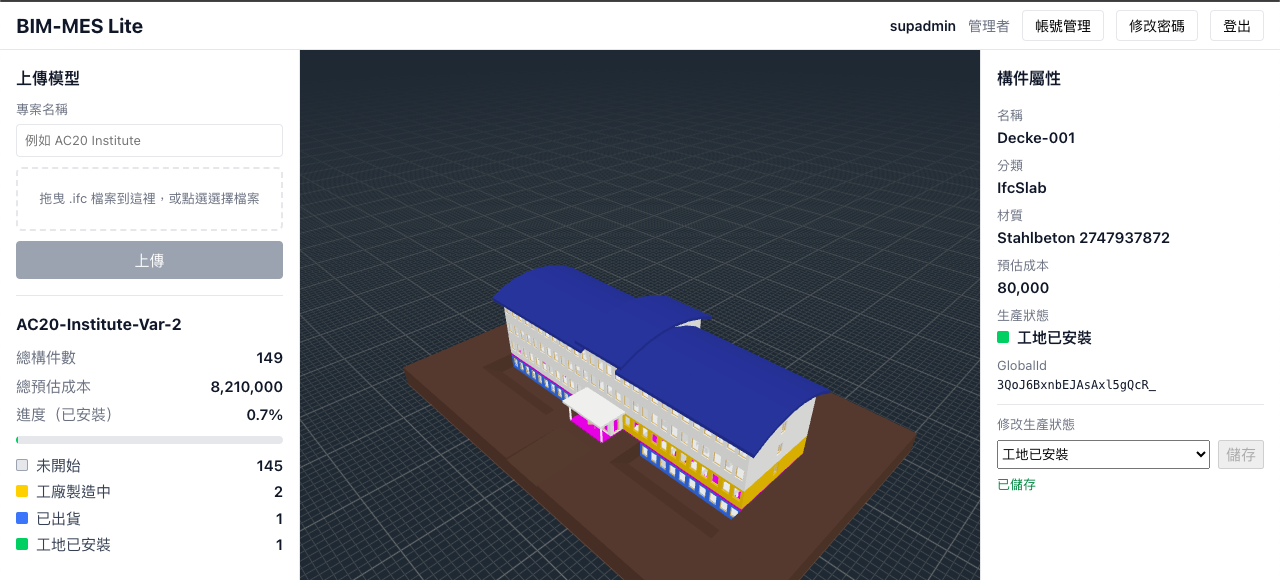 BIM-MES Lite
supadmin 管理者 帳號管理 修改密碼 登出
上傳模型
專案名稱
例如 AC20 Institute
拖曳 .ifc 檔案到這裡，或點選選擇檔案
上傳
AC20-Institute-Var-2
總構件數 149
總預估成本 8,210,000
進度（已安裝） 0.7%
未開始 145
工廠製造中 2
已出貨 1
工地已安裝 1
構件屬性
名稱
Decke-001
分類
IfcSlab
材質
Stahlbeton 2747937872
預估成本
80,000
生產狀態
工地已安裝
GlobalId
3QoJ6BxnbEJAsAxl5gQcR_
修改生產狀態
工地已安裝 儲存
已儲存